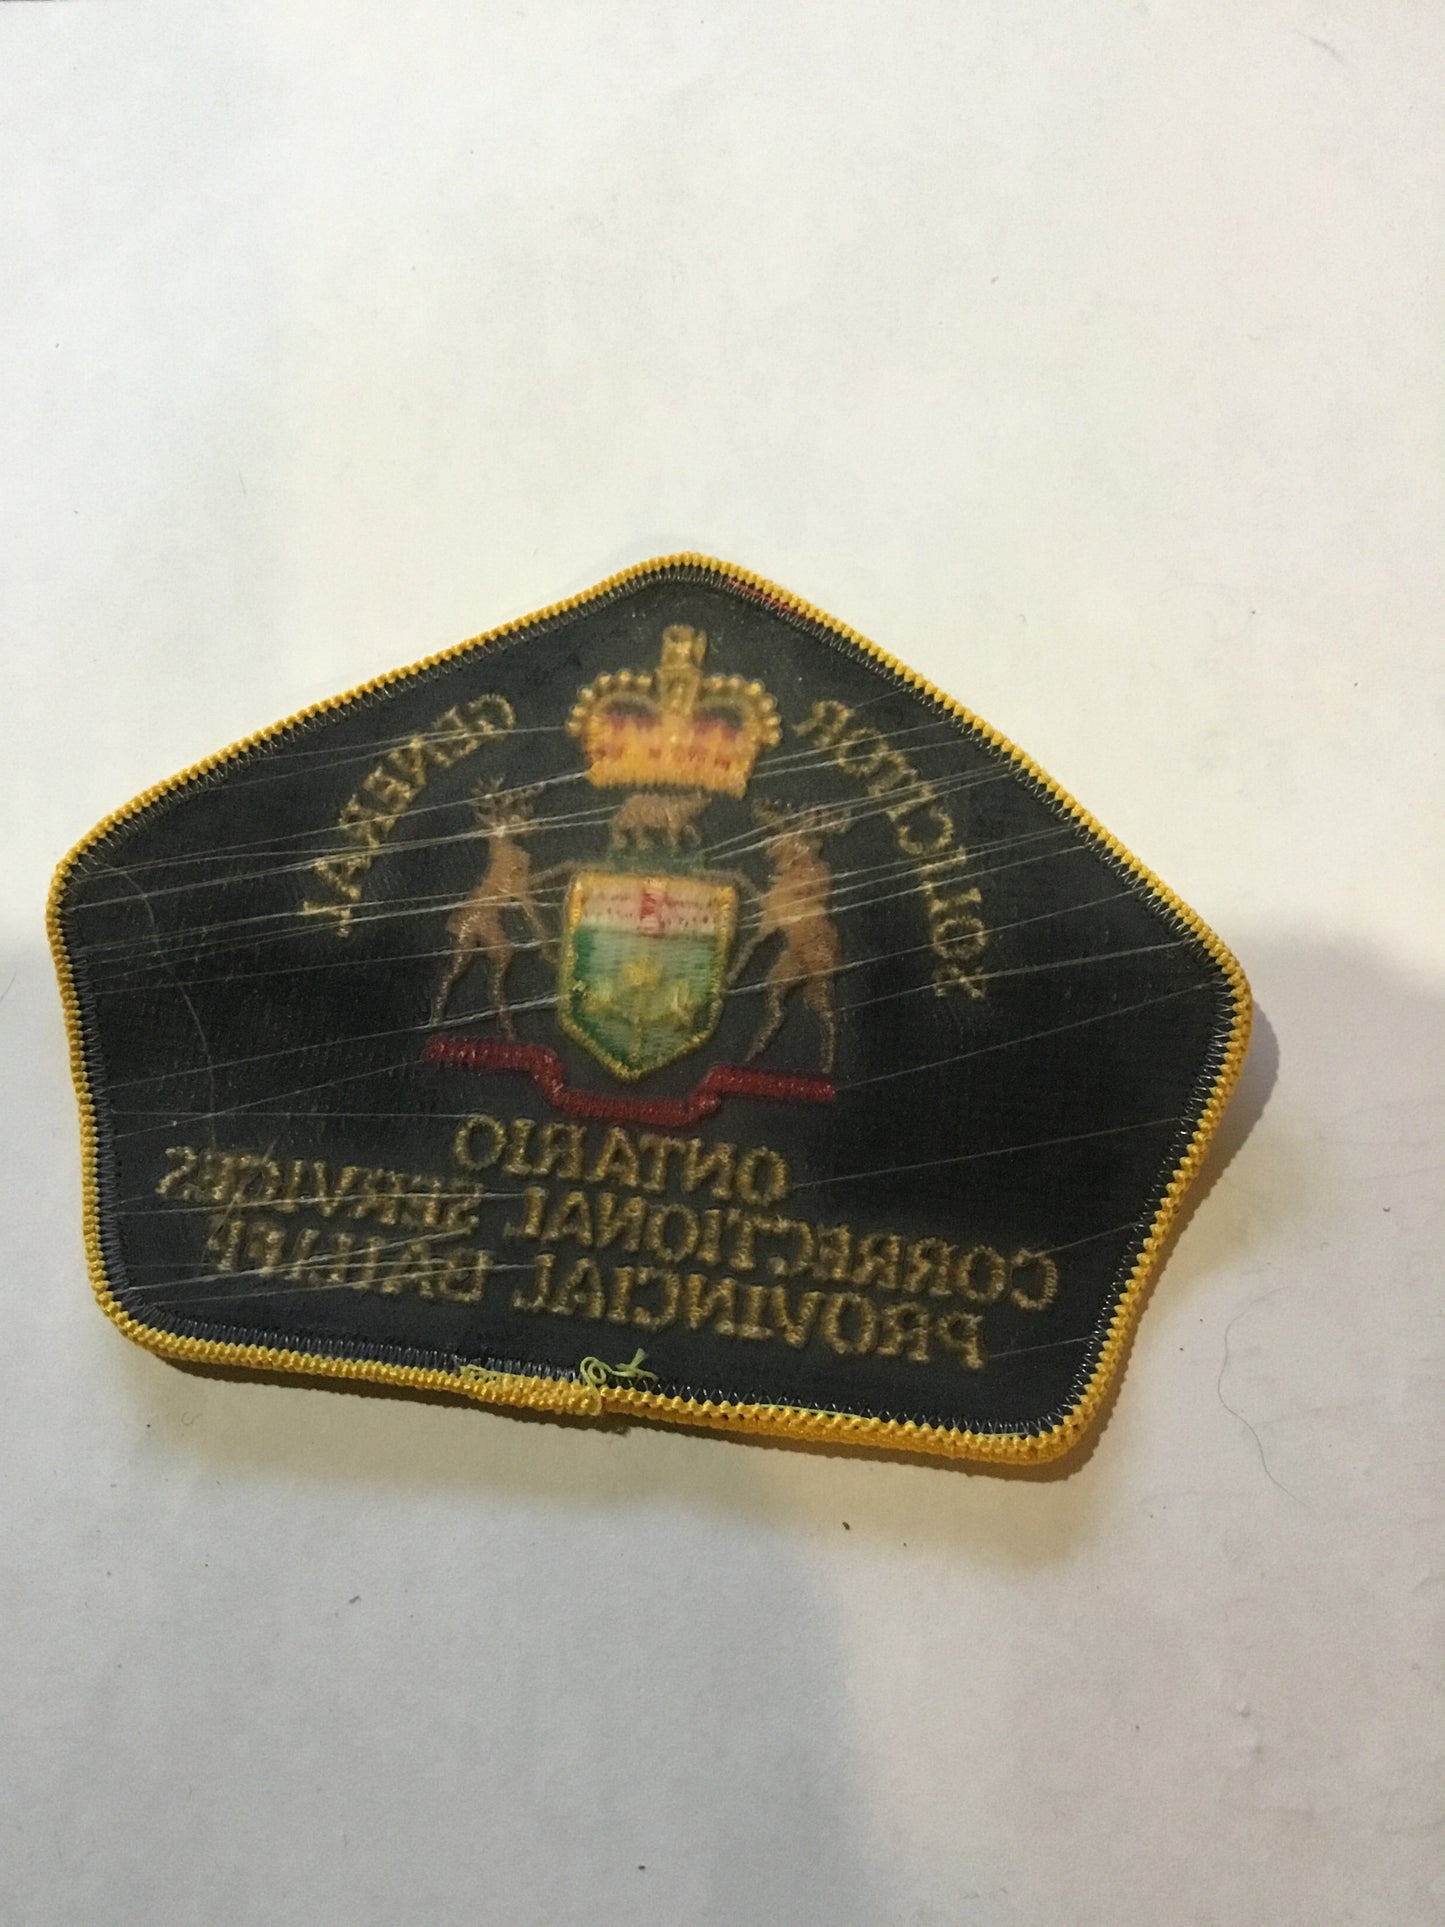 SOLICITOR GENERAL
ONTARIO
CORRECTIONAL SERVICES
PROVINCIAL BAILIFF